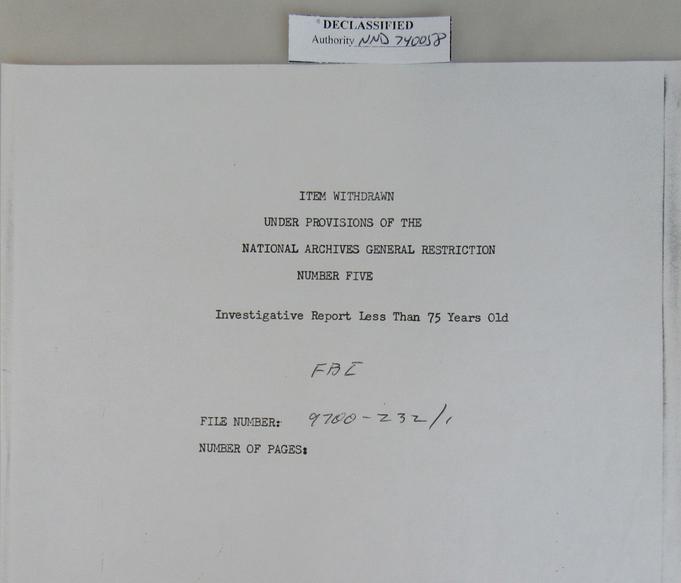 DECLASSIFIED
Authority NND 740058
ITEM WITHDRAWN
UNDER PROVISIONS OF THE
NATIONAL ARCHIVES GENERAL RESTRICTION
NUMBER FIVE
Investigative Report Less Than 75 Years Old
FBI
FILE NUMBER: 9700-232/1
NUMBER OF PAGES: